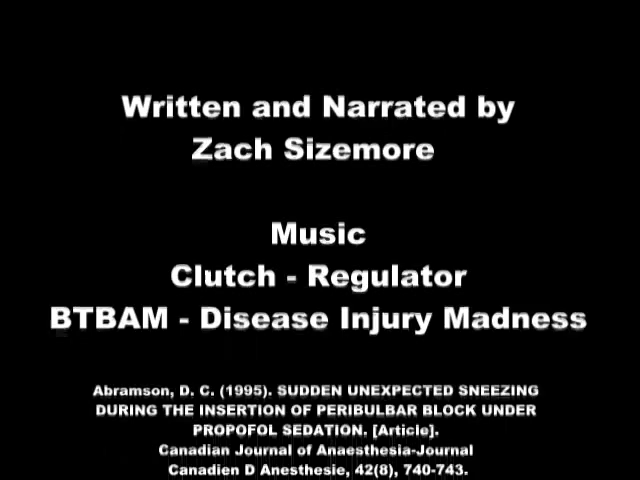 Written and Narrated by
Zach Sizemore
Music
Clutch - Regulator
BTBAM - Disease Injury Madness
Abramson, D. C. (1995). SUDDEN UNEXPECTED SNEEZING
DURING THE INSERTION OF PERIBULBAR BLOCK UNDER
PROPOFOL SEDATION. [Article].
Canadian Journal of Anaesthesia-Journal
Canadien D Anesthesie, 42(8), 740-743.